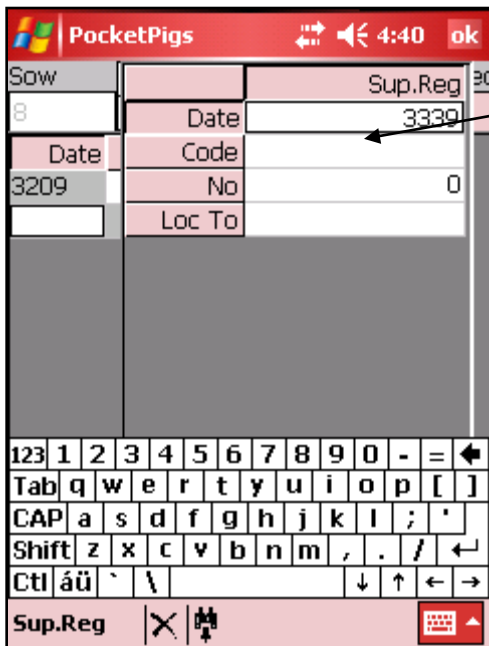 PocketPigs 4:40 ok
Sow Sup.Reg
8 Date 3339
Date Code
3209 No 0
Loc To
123 1 2 3 4 5 6 7 8 9 0 - =
Tab q w e r t y u i o p [ ]
CAP a s d f g h j k l ; '
Shift z x c v b n m , . /
Ctl áü ` \
Sup.Reg